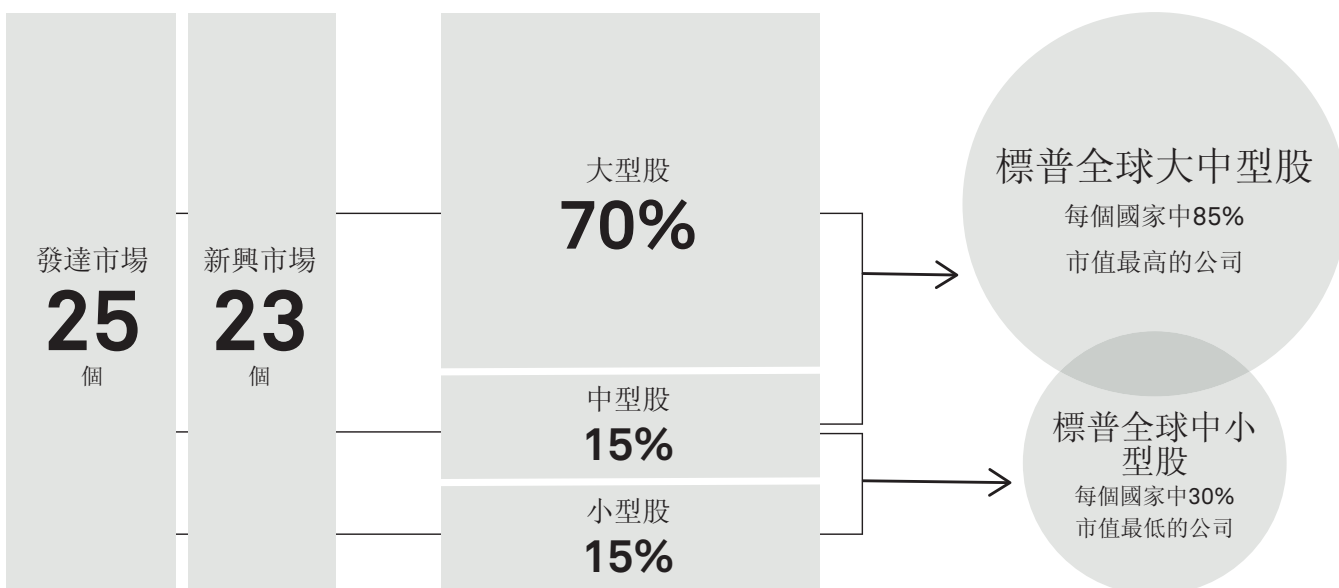 發達市場
25
個
新興市場
23
個
大型股
70%
中型股
15%
小型股
15%
標普全球大中型股
每個國家中85%
市值最高的公司
標普全球中小
型股
每個國家中30%
市值最低的公司